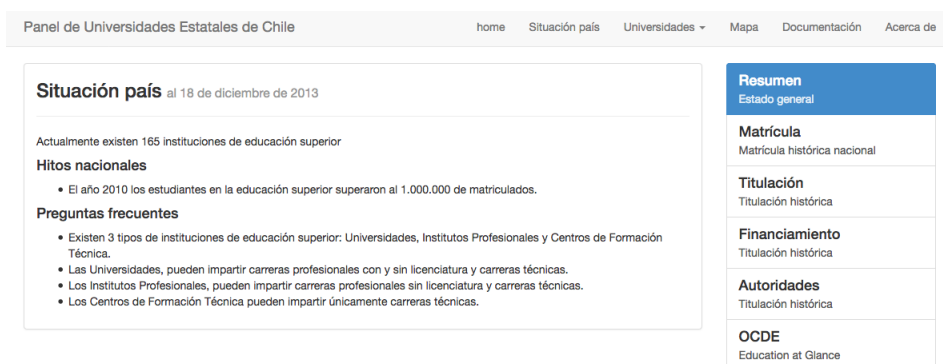 Panel de Universidades Estatales de Chile home Situación país Universidades Mapa Documentación Acerca de
Situación país al 18 de diciembre de 2013
Actualmente existen 165 instituciones de educación superior
Hitos nacionales
• El año 2010 los estudiantes en la educación superior superaron al 1.000.000 de matriculados.
Preguntas frecuentes
• Existen 3 tipos de instituciones de educación superior: Universidades, Institutos Profesionales y Centros de Formación
Técnica.
• Las Universidades, pueden impartir carreras profesionales con y sin licenciatura y carreras técnicas.
• Los Institutos Profesionales, pueden impartir carreras profesionales sin licenciatura y carreras técnicas.
• Los Centros de Formación Técnica pueden impartir únicamente carreras técnicas.
Resumen
Estado general
Matrícula
Matrícula histórica nacional
Titulación
Titulación histórica
Financiamiento
Titulación histórica
Autoridades
Titulación histórica
OCDE
Education at Glance